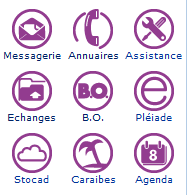 Messagerie Annuaires Assistance
B.O.
Echanges B.O. Pléiade
8
Stocad Caraibes Agenda